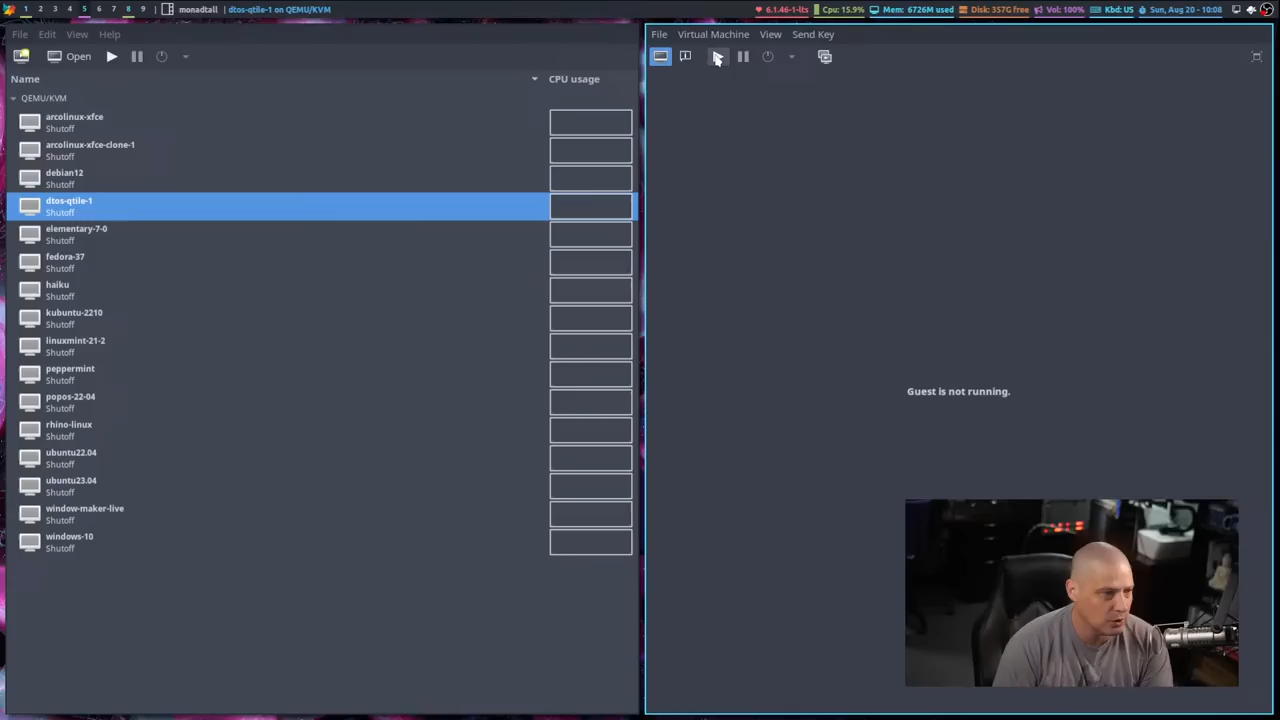 1 2 3 4 5 6 7 8 9 monadtall dtos-qtile-1 on QEMU/KVM 6.1.46-1-lts Cpu: 15.9% Mem: 6726M used Disk: 357G free Vol: 100% Kbd: US Sun, Aug 20 - 10:08
File Edit View Help
Open
Name CPU usage
QEMU/KVM
arcolinux-xfce
Shutoff
arcolinux-xfce-clone-1
Shutoff
debian12
Shutoff
dtos-qtile-1
Shutoff
elementary-7-0
Shutoff
fedora-37
Shutoff
haiku
Shutoff
kubuntu-2210
Shutoff
linuxmint-21-2
Shutoff
peppermint
Shutoff
popos-22-04
Shutoff
rhino-linux
Shutoff
ubuntu22.04
Shutoff
ubuntu23.04
Shutoff
window-maker-live
Shutoff
windows-10
Shutoff
File Virtual Machine View Send Key
Guest is not running.